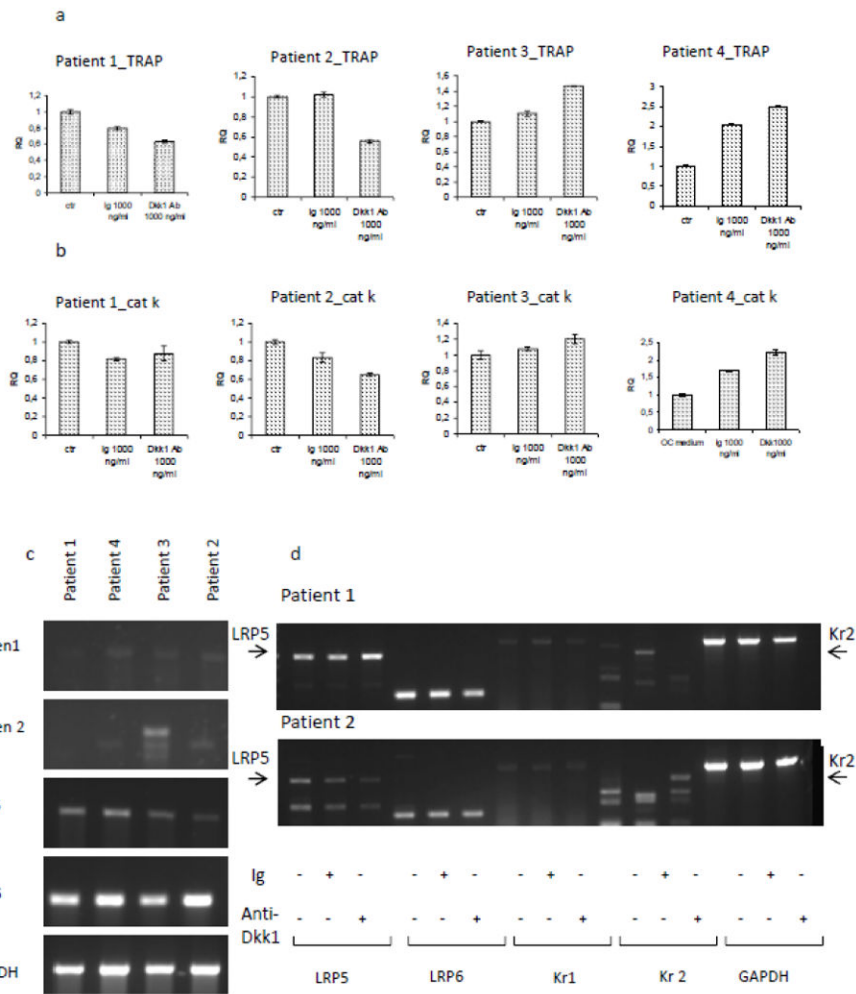 a
Patient 1_TRAP
Patient 2_TRAP
Patient 3_TRAP
Patient 4_TRAP
RQ
1,2
1
0,8
0,6
0,4
0,2
0
ctr
Ig 1000 ng/ml
Dkk1 Ab 1000 ng/ml
RQ
1,2
1
0,8
0,6
0,4
0,2
0
ctr
Ig 1000 ng/ml
Dkk1 Ab 1000 ng/ml
RQ
1,6
1,4
1,2
1
0,8
0,6
0,4
0,2
0
ctr
Ig 1000 ng/ml
Dkk1 Ab 1000 ng/ml
RQ
3
2,5
2
1,5
1
0,5
0
ctr
Ig 1000 ng/ml
Dkk1 Ab 1000 ng/ml
b
Patient 1_cat k
Patient 2_cat k
Patient 3_cat k
Patient 4_cat k
RQ
1,2
1
0,8
0,6
0,4
0,2
0
ctr
Ig 1000 ng/ml
Dkk1 Ab 1000 ng/ml
RQ
1,2
1
0,8
0,6
0,4
0,2
0
ctr
Ig 1000 ng/ml
Dkk1 Ab 1000 ng/ml
RQ
1,4
1,2
1
0,8
0,6
0,4
0,2
0
ctr
Ig 1000 ng/ml
Dkk1 Ab 1000 ng/ml
RQ
2,5
2
1,5
1
0,5
0
OC medium
Ig 1000 ng/ml
Dkk1000 ng/ml
c
Patient 1
Patient 4
Patient 3
Patient 2
en1
en 2
DH
d
Patient 1
LRP5
Kr2
Patient 2
LRP5
Kr2
Ig - + - - + - - + - - + - - + -
Anti-Dkk1 - - + - - + - - + - - + - - +
LRP5 LRP6 Kr1 Kr 2 GAPDH